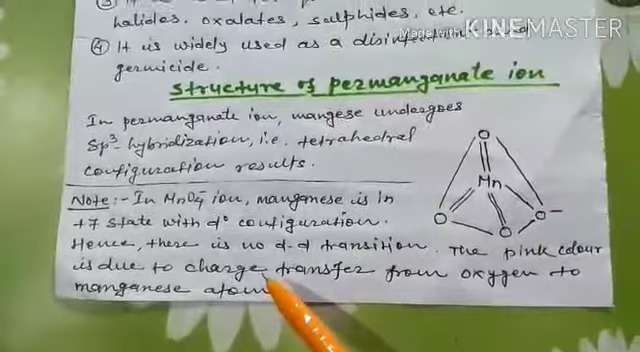 halides, oxalates, sulphides, etc.
Made with KINEMASTER
④ It is widely used as a disinfectant and
germicide.
Structure of permanganate ion
In permanganate ion, mangese undergoes
Sp³-hybridization, i.e. tetrahedral
configuration results.
O
Mn
O O O –
Note:- In MnO₄⁻ ion, manganese is in
+7 state with d° configuration.
Hence, there is no d-d transition. The pink colour
is due to charge transfer from oxygen to
manganese atom